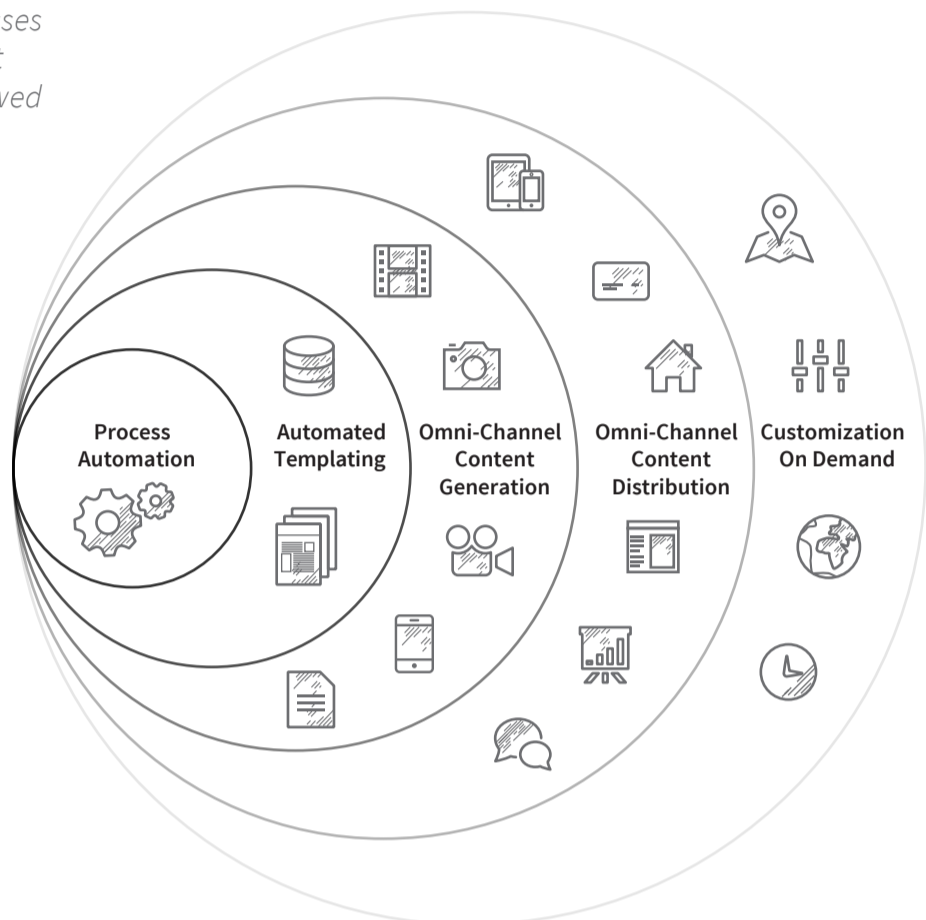 Process
Automation
Automated
Templating
Omni-Channel
Content
Generation
Omni-Channel
Content
Distribution
Customization
On Demand